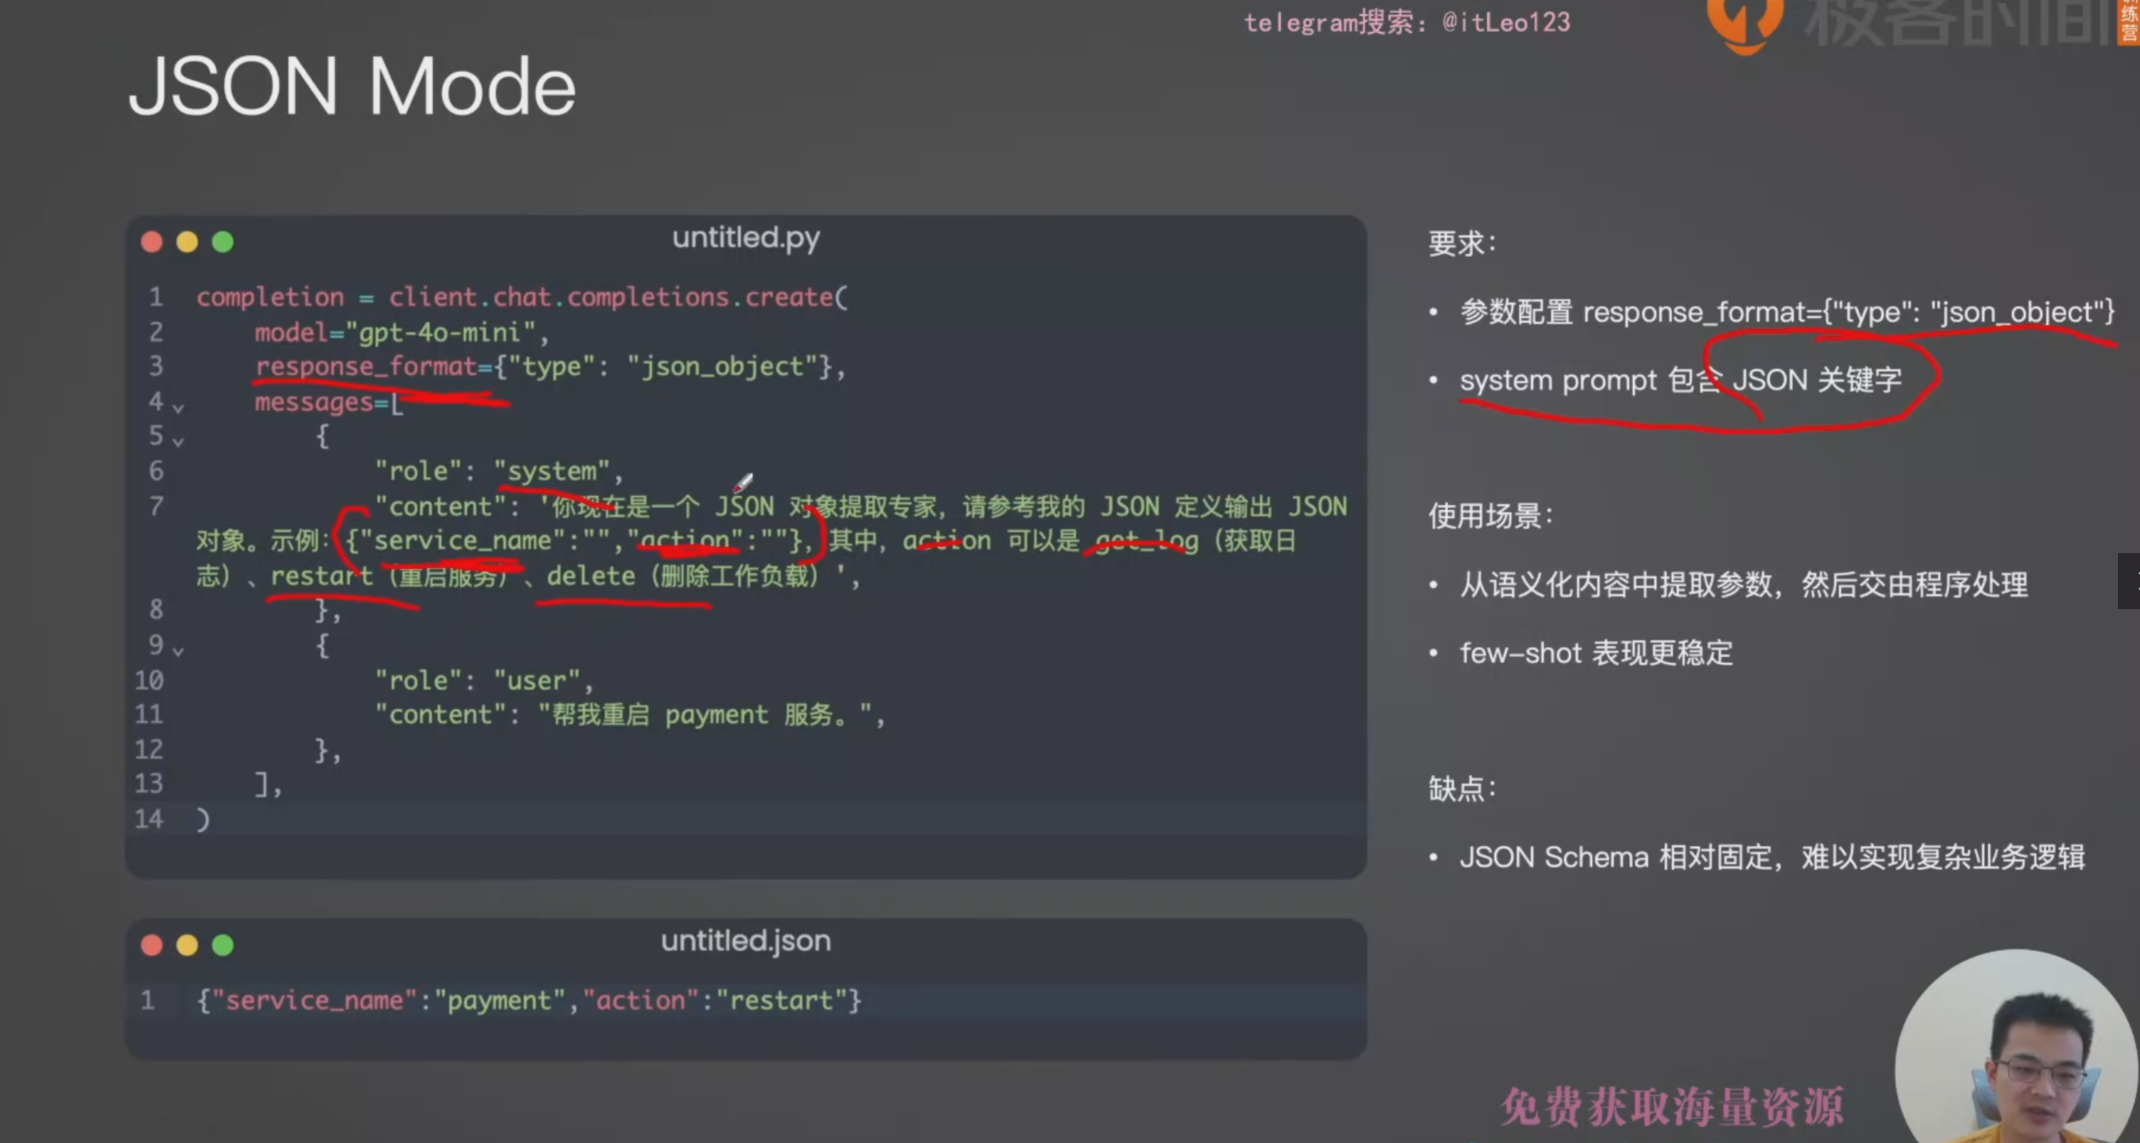 telegram搜索：@itLeo123
极客时间
训练营
JSON Mode
untitled.py
1 completion = client.chat.completions.create(
2 model="gpt-4o-mini",
3 response_format={"type": "json_object"},
4 messages=[
5 {
6 "role": "system",
7 "content": '你现在是一个 JSON 对象提取专家，请参考我的 JSON 定义输出 JSON
对象。示例：{"service_name":"","action":""}，其中，action 可以是 get_log（获取日
志）、restart（重启服务）、delete（删除工作负载）',
8 },
9 {
10 "role": "user",
11 "content": "帮我重启 payment 服务。",
12 },
13 ],
14 )
untitled.json
1 {"service_name":"payment","action":"restart"}
要求：
• 参数配置 response_format={"type": "json_object"}
• system prompt 包含 JSON 关键字
使用场景：
• 从语义化内容中提取参数，然后交由程序处理
• few-shot 表现更稳定
缺点：
• JSON Schema 相对固定，难以实现复杂业务逻辑
免费获取海量资源